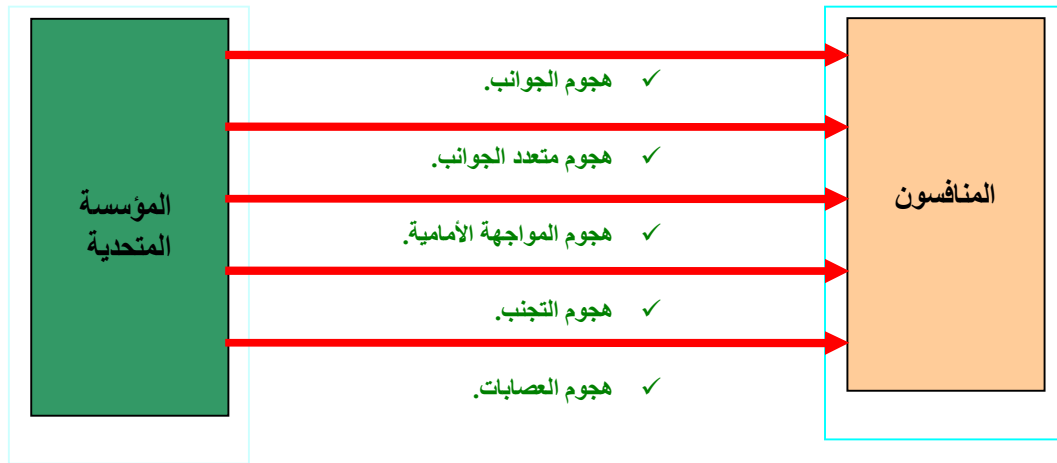 ✓ هجوم الجوانب.
✓ هجوم متعدد الجوانب.
المنافسون
المؤسسة
المتحدية
✓ هجوم المواجهة الأمامية.
✓ هجوم التجنب.
✓ هجوم العصابات.